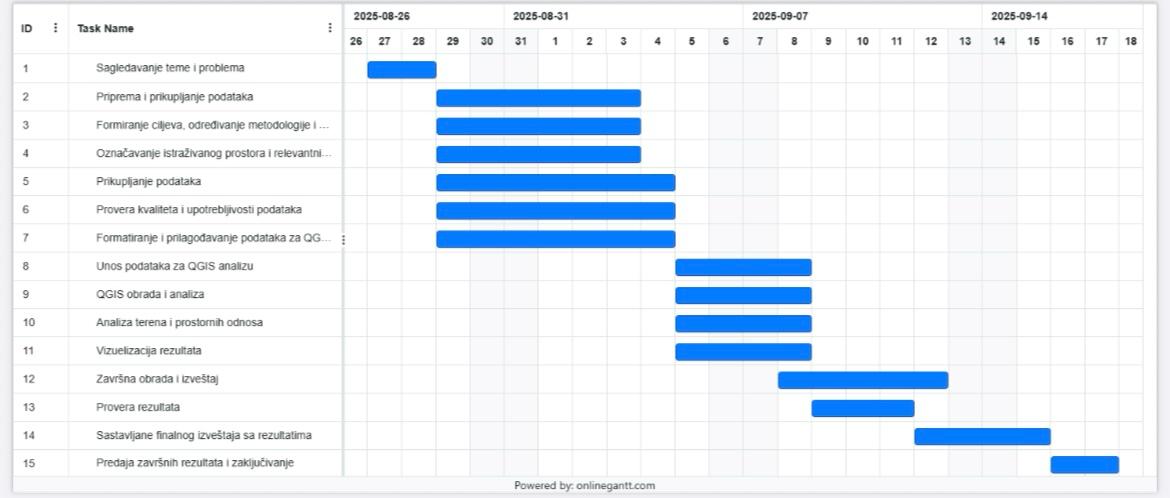 2025-08-26 2025-08-31 2025-09-07 2025-09-14
ID Task Name
26 27 28 29 30 31 1 2 3 4 5 6 7 8 9 10 11 12 13 14 15 16 17 18
1 Sagledavanje teme i problema
2 Priprema i prikupljanje podataka
3 Formiranje ciljeva, određivanje metodologije i ...
4 Označavanje istraživanog prostora i relevantni...
5 Prikupljanje podataka
6 Provera kvaliteta i upotrebljivosti podataka
7 Formatiranje i prilagođavanje podataka za QG...
8 Unos podataka za QGIS analizu
9 QGIS obrada i analiza
10 Analiza terena i prostornih odnosa
11 Vizuelizacija rezultata
12 Završna obrada i izveštaj
13 Provera rezultata
14 Sastavljane finalnog izveštaja sa rezultatima
15 Predaja završnih rezultata i zaključivanje
Powered by: onlinegantt.com